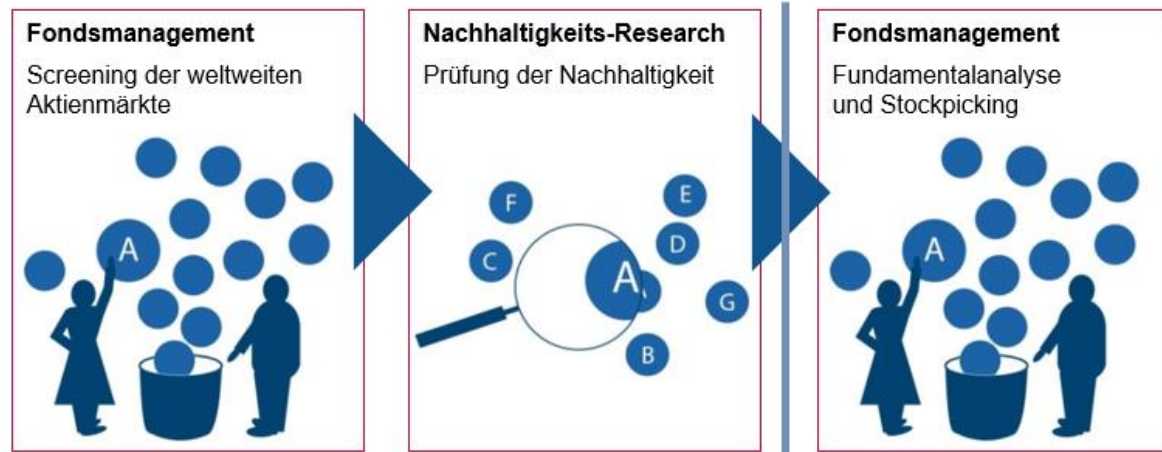 Fondsmanagement
Screening der weltweiten
Aktienmärkte
A
Nachhaltigkeits-Research
Prüfung der Nachhaltigkeit
F
E
C
D
A
G
B
Fondsmanagement
Fundamentalanalyse
und Stockpicking
A